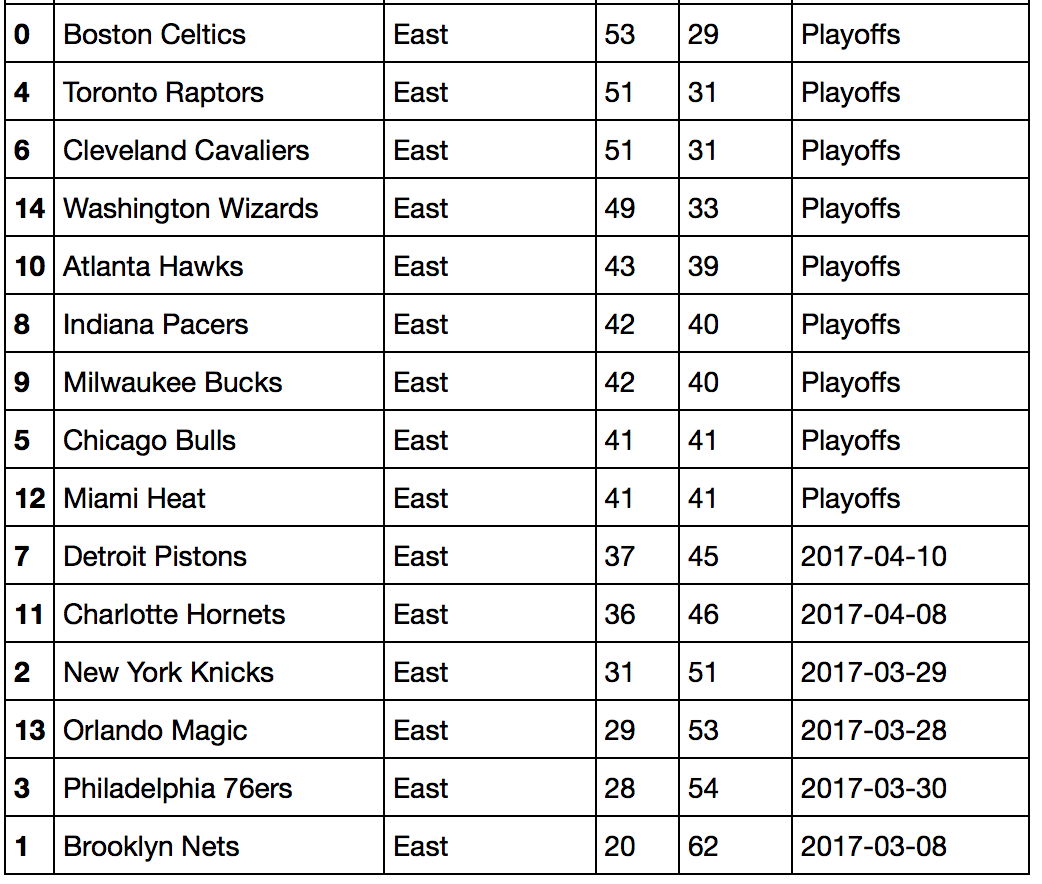 0 Boston Celtics East 53 29 Playoffs
4 Toronto Raptors East 51 31 Playoffs
6 Cleveland Cavaliers East 51 31 Playoffs
14 Washington Wizards East 49 33 Playoffs
10 Atlanta Hawks East 43 39 Playoffs
8 Indiana Pacers East 42 40 Playoffs
9 Milwaukee Bucks East 42 40 Playoffs
5 Chicago Bulls East 41 41 Playoffs
12 Miami Heat East 41 41 Playoffs
7 Detroit Pistons East 37 45 2017-04-10
11 Charlotte Hornets East 36 46 2017-04-08
2 New York Knicks East 31 51 2017-03-29
13 Orlando Magic East 29 53 2017-03-28
3 Philadelphia 76ers East 28 54 2017-03-30
1 Brooklyn Nets East 20 62 2017-03-08